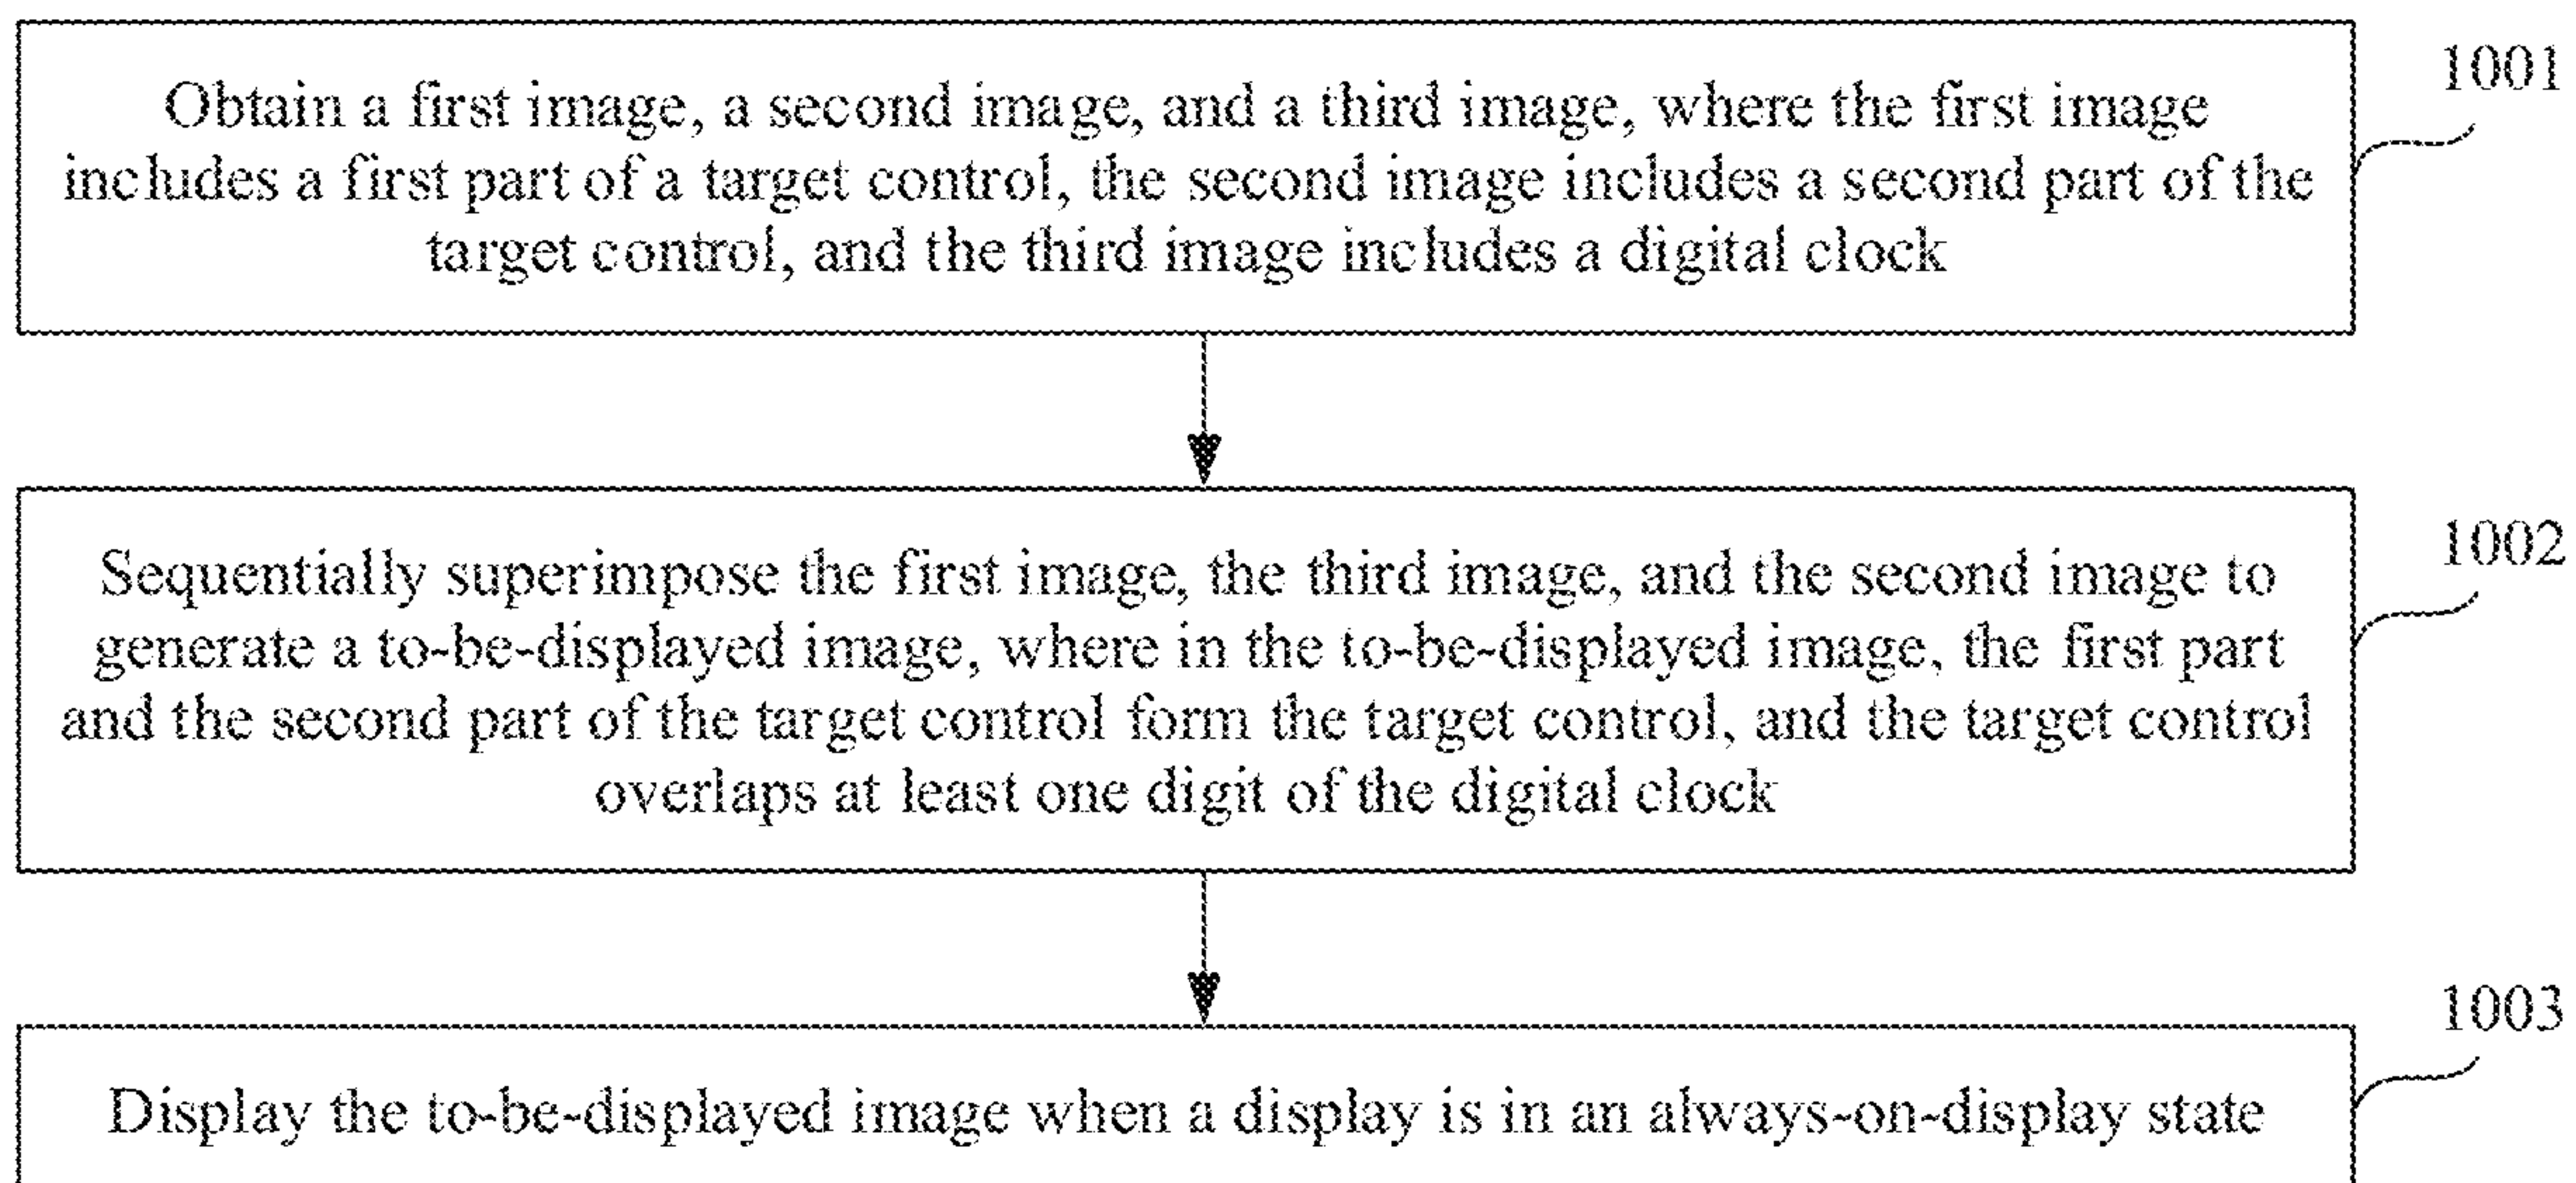 1001
Obtain a first image, a second image, and a third image, where the first image
includes a first part of a target control, the second image includes a second part of the
target control, and the third image includes a digital clock
1002
Sequentially superimpose the first image, the third image, and the second image to
generate a to-be-displayed image, where in the to-be-displayed image, the first part
and the second part of the target control form the target control, and the target control
overlaps at least one digit of the digital clock
1003
Display the to-be-displayed image when a display is in an always-on-display state